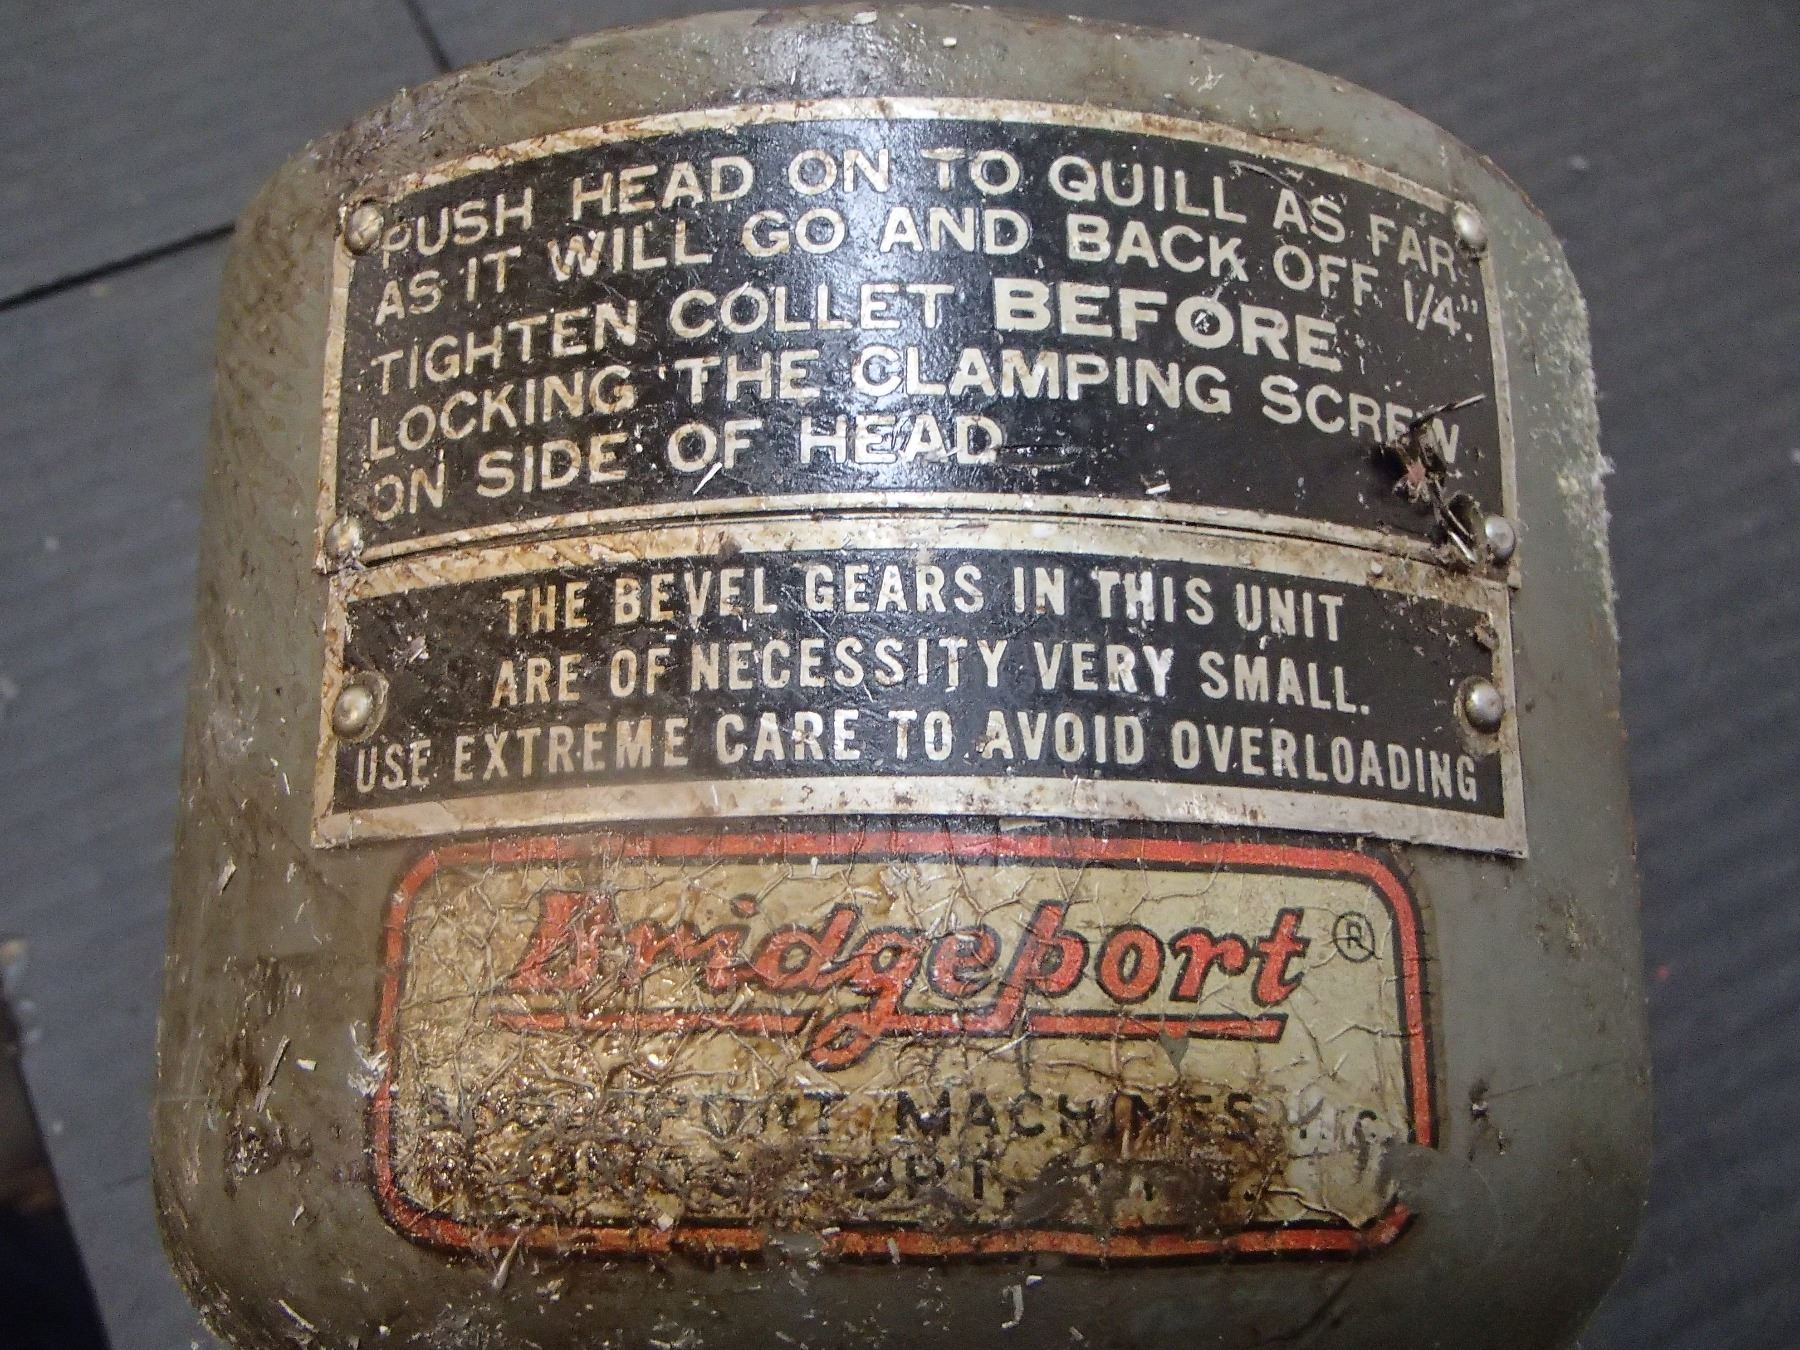 PUSH HEAD ON TO QUILL AS FAR
AS IT WILL GO AND BACK OFF 1/4".
TIGHTEN COLLET BEFORE
LOCKING THE CLAMPING SCREW
ON SIDE OF HEAD
THE BEVEL GEARS IN THIS UNIT
ARE OF NECESSITY VERY SMALL.
USE EXTREME CARE TO AVOID OVERLOADING
Bridgeport ®
MACHINES